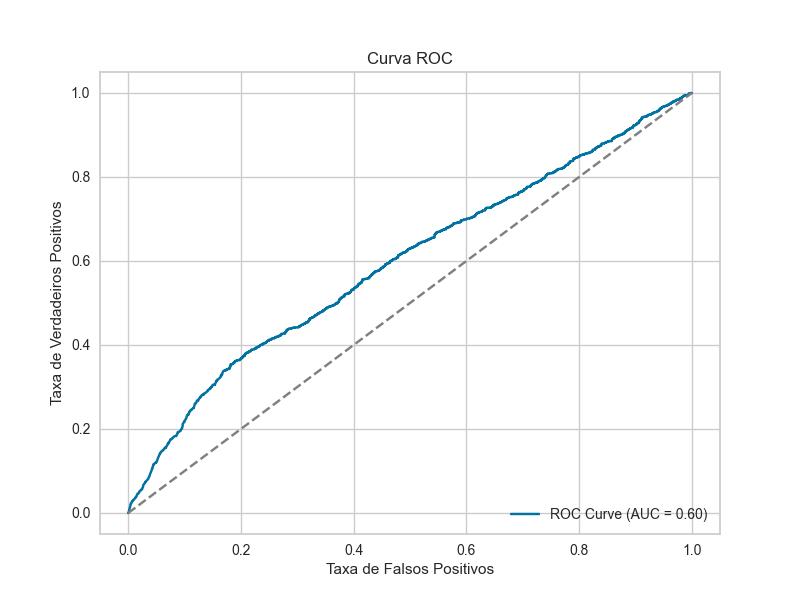 Curva ROC
Taxa de Verdadeiros Positivos
1.0
0.8
0.6
0.4
0.2
0.0
ROC Curve (AUC = 0.60)
0.0 0.2 0.4 0.6 0.8 1.0
Taxa de Falsos Positivos